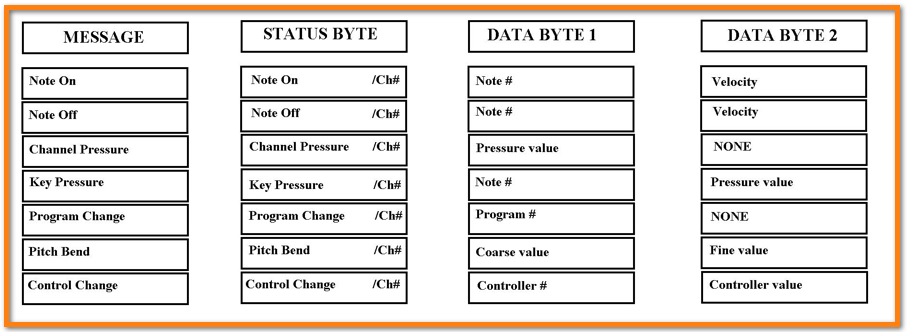 MESSAGE STATUS BYTE DATA BYTE 1 DATA BYTE 2
Note On Note On /Ch# Note # Velocity
Note Off Note Off /Ch# Note # Velocity
Channel Pressure Channel Pressure /Ch# Pressure value NONE
Key Pressure Key Pressure /Ch# Note # Pressure value
Program Change Program Change /Ch# Program # NONE
Pitch Bend Pitch Bend /Ch# Coarse value Fine value
Control Change Control Change /Ch# Controller # Controller value